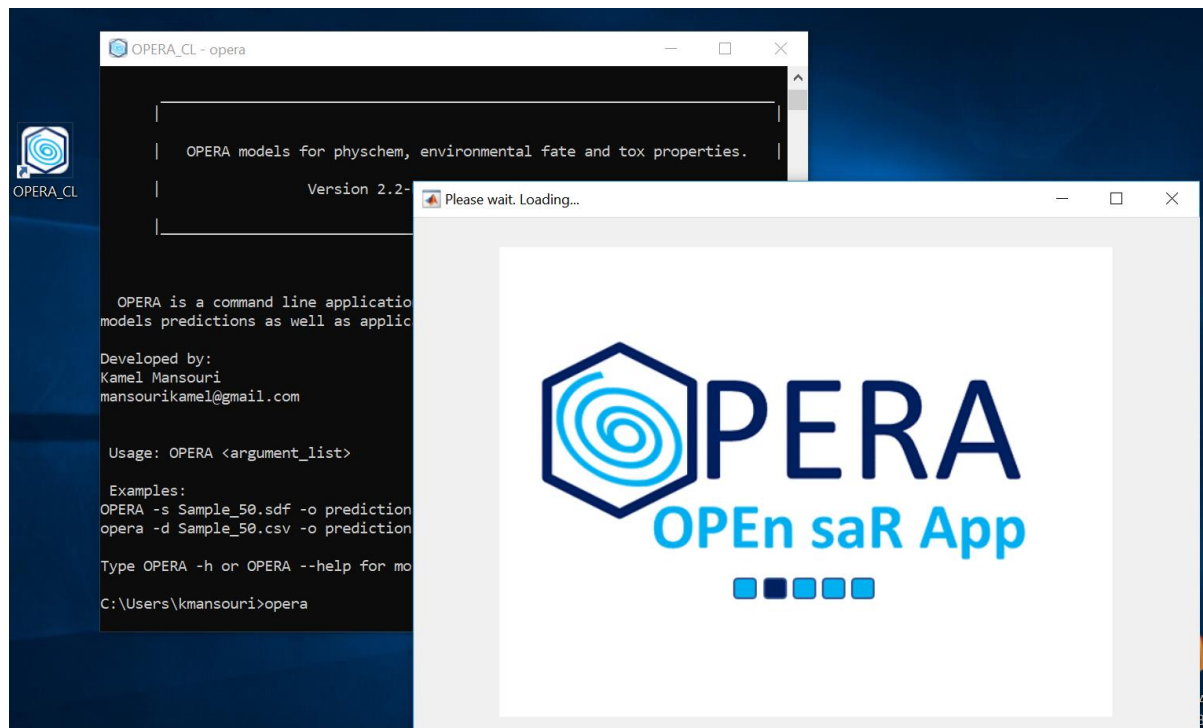 OPERA_CL
OPERA_CL - opera
OPERA models for physchem, environmental fate and tox properties.
Version 2.2-
OPERA is a command line applicatio
models predictions as well as applic
Developed by:
Kamel Mansouri
mansourikamel@gmail.com
Usage: OPERA <argument_list>
Examples:
OPERA -s Sample_50.sdf -o prediction
opera -d Sample_50.csv -o prediction
Type OPERA -h or OPERA --help for mo
C:\Users\kmansouri>opera
Please wait. Loading...
OPERA
OPEn saR App